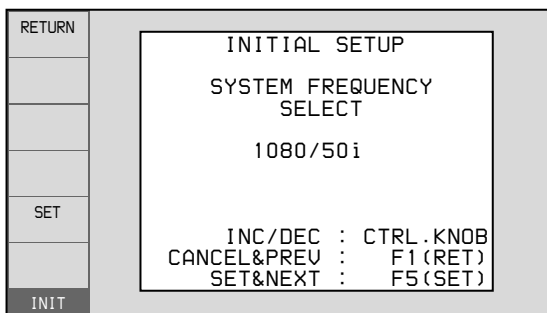 RETURN
INITIAL SETUP
SYSTEM FREQUENCY
SELECT
1080/50i
SET
INC/DEC : CTRL.KNOB
CANCEL&PREV : F1(RET)
SET&NEXT : F5(SET)
INIT